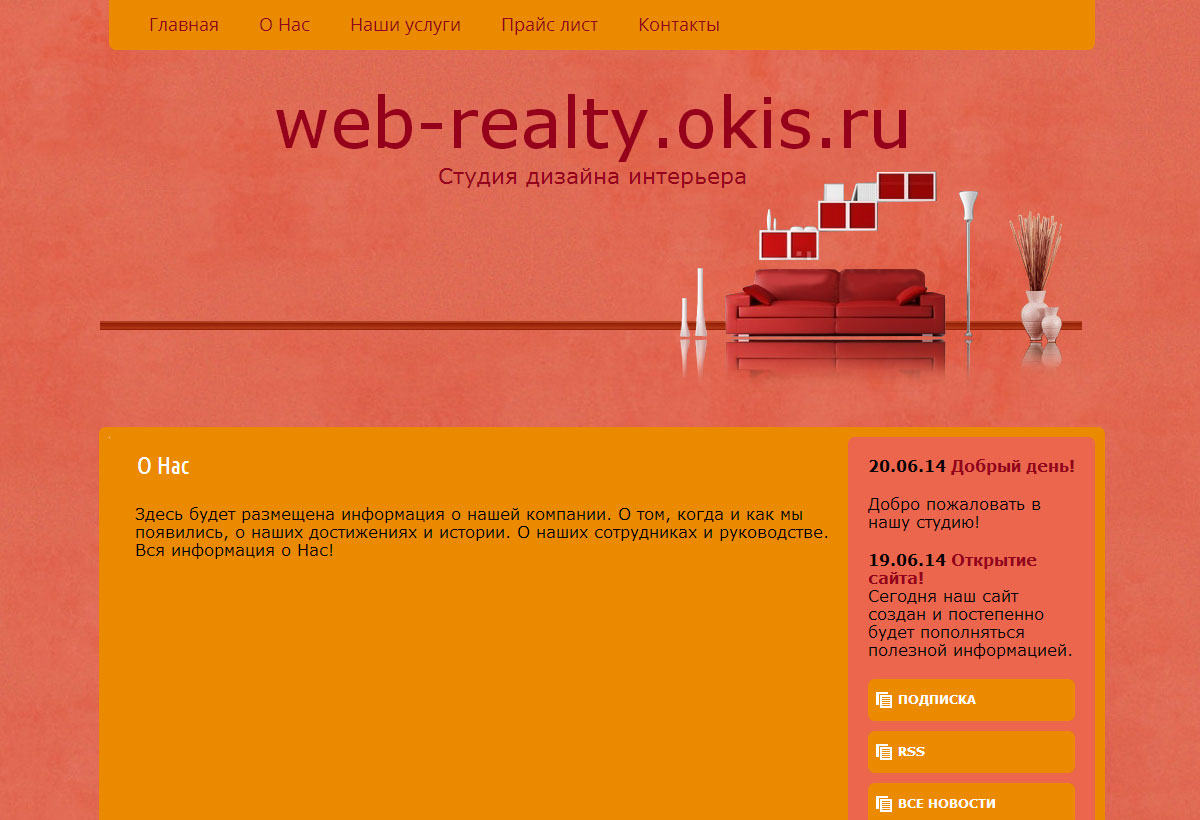 Главная О Нас Наши услуги Прайс лист Контакты
web-realty.okis.ru
Студия дизайна интерьера
О Нас
Здесь будет размещена информация о нашей компании. О том, когда и как мы
появились, о наших достижениях и истории. О наших сотрудниках и руководстве.
Вся информация о Нас!
20.06.14 Добрый день!
Добро пожаловать в
нашу студию!
19.06.14 Открытие
сайта!
Сегодня наш сайт
создан и постепенно
будет пополняться
полезной информацией.
ПОДПИСКА
RSS
ВСЕ НОВОСТИ